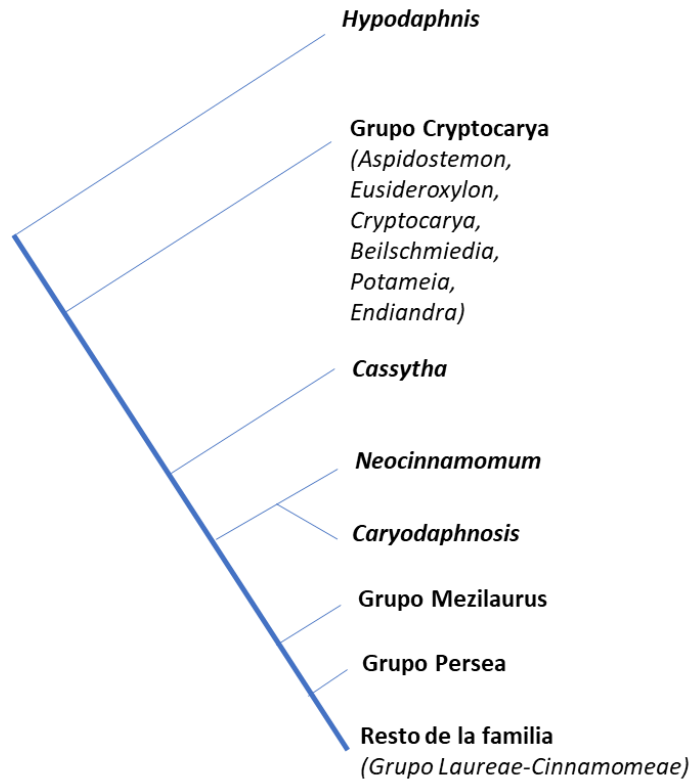 Hypodaphnis
Grupo Cryptocarya
(Aspidostemon,
Eusideroxylon,
Cryptocarya,
Beilschmiedia,
Potameia,
Endiandra)
Cassytha
Neocinnamomum
Caryodaphnosis
Grupo Mezilaurus
Grupo Persea
Resto de la familia
(Grupo Laureae-Cinnamomeae)